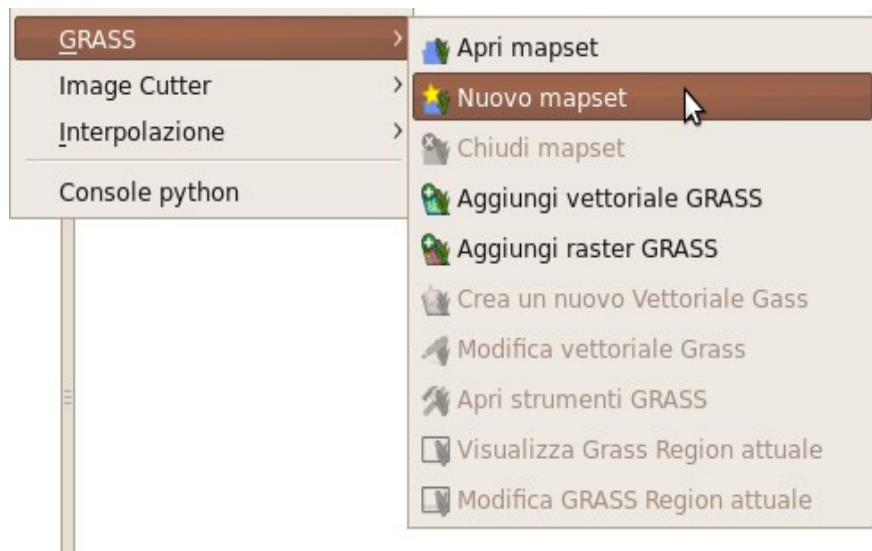 GRASS
Image Cutter
Interpolazione
Console python
Apri mapset
Nuovo mapset
Chiudi mapset
Aggiungi vettoriale GRASS
Aggiungi raster GRASS
Crea un nuovo Vettoriale Gass
Modifica vettoriale Grass
Apri strumenti GRASS
Visualizza Grass Region attuale
Modifica GRASS Region attuale